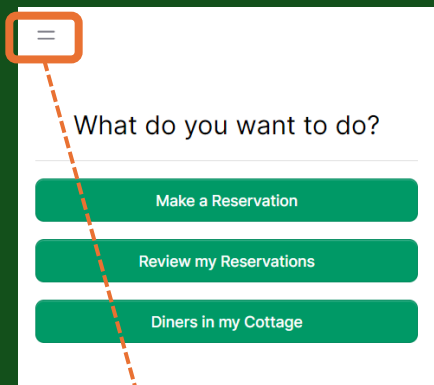 What do you want to do?
Make a Reservation
Review my Reservations
Diners in my Cottage